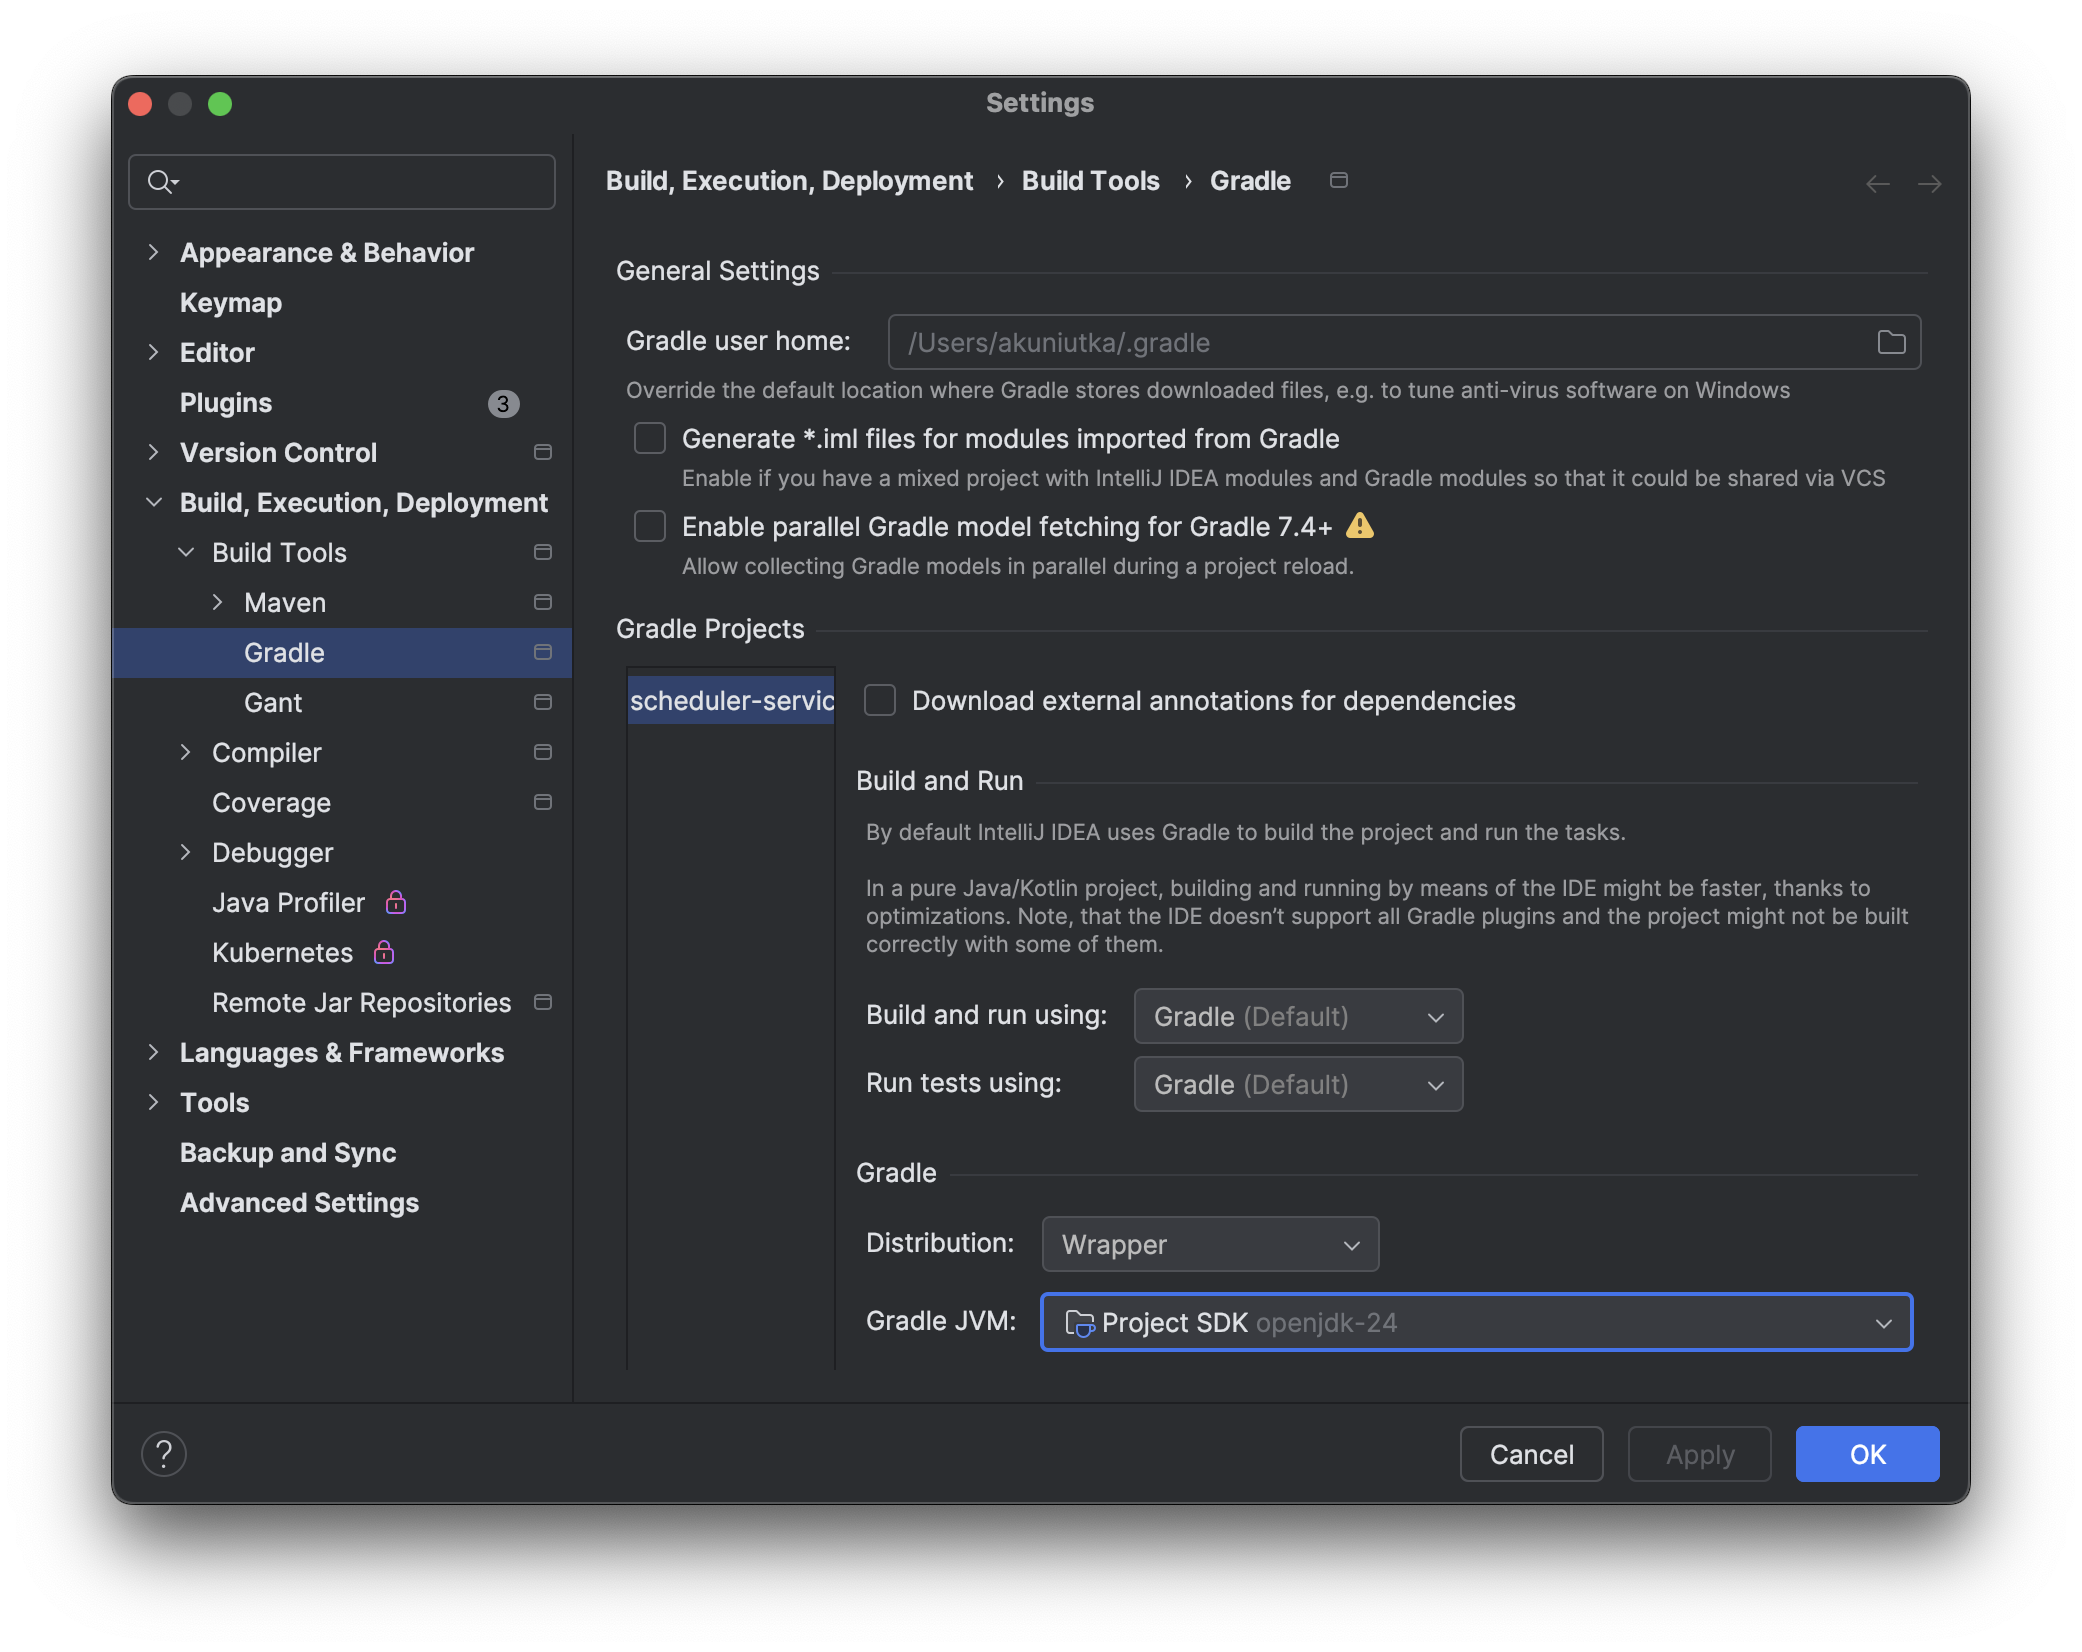 Settings
Appearance & Behavior
Keymap
Editor
Plugins 3
Version Control
Build, Execution, Deployment
Build Tools
Maven
Gradle
Gant
Compiler
Coverage
Debugger
Java Profiler
Kubernetes
Remote Jar Repositories
Languages & Frameworks
Tools
Backup and Sync
Advanced Settings
Build, Execution, Deployment › Build Tools › Gradle
General Settings
Gradle user home: /Users/akuniutka/.gradle
Override the default location where Gradle stores downloaded files, e.g. to tune anti-virus software on Windows
Generate *.iml files for modules imported from Gradle
Enable if you have a mixed project with IntelliJ IDEA modules and Gradle modules so that it could be shared via VCS
Enable parallel Gradle model fetching for Gradle 7.4+
Allow collecting Gradle models in parallel during a project reload.
Gradle Projects
scheduler-servic
Download external annotations for dependencies
Build and Run
By default IntelliJ IDEA uses Gradle to build the project and run the tasks.
In a pure Java/Kotlin project, building and running by means of the IDE might be faster, thanks to
optimizations. Note, that the IDE doesn’t support all Gradle plugins and the project might not be built
correctly with some of them.
Build and run using: Gradle (Default)
Run tests using: Gradle (Default)
Gradle
Distribution: Wrapper
Gradle JVM: Project SDK openjdk-24
? Cancel Apply OK